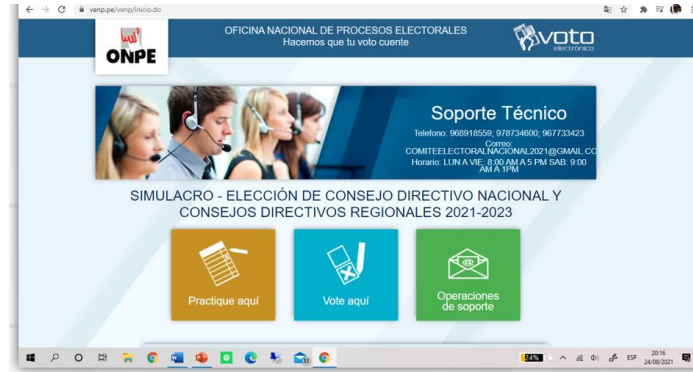 venp.pe/venp/inicio.do
ONPE
OFICINA NACIONAL DE PROCESOS ELECTORALES
Hacemos que tu voto cuente
voto
electrónico
Soporte Técnico
Telefono: 968918559; 978734600; 967733423
Correo:
COMITEELECTORALNACIONAL2021@GMAIL.CO
Horario: LUN A VIE: 8:00 AM A 5 PM SAB: 9:00
AM A 1PM
SIMULACRO - ELECCIÓN DE CONSEJO DIRECTIVO NACIONAL Y
CONSEJOS DIRECTIVOS REGIONALES 2021-2023
Practique aquí
Vote aquí
Operaciones
de soporte
24%
ESP
20:16
24/08/2021